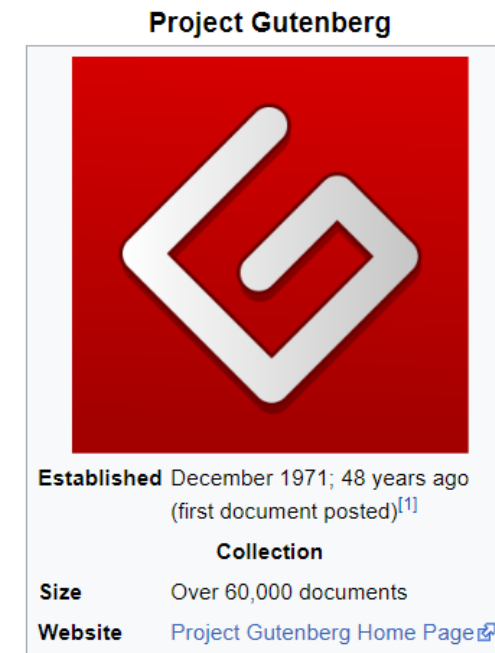 Project Gutenberg
Established December 1971; 48 years ago
(first document posted)[1]
Collection
Size Over 60,000 documents
Website Project Gutenberg Home Page